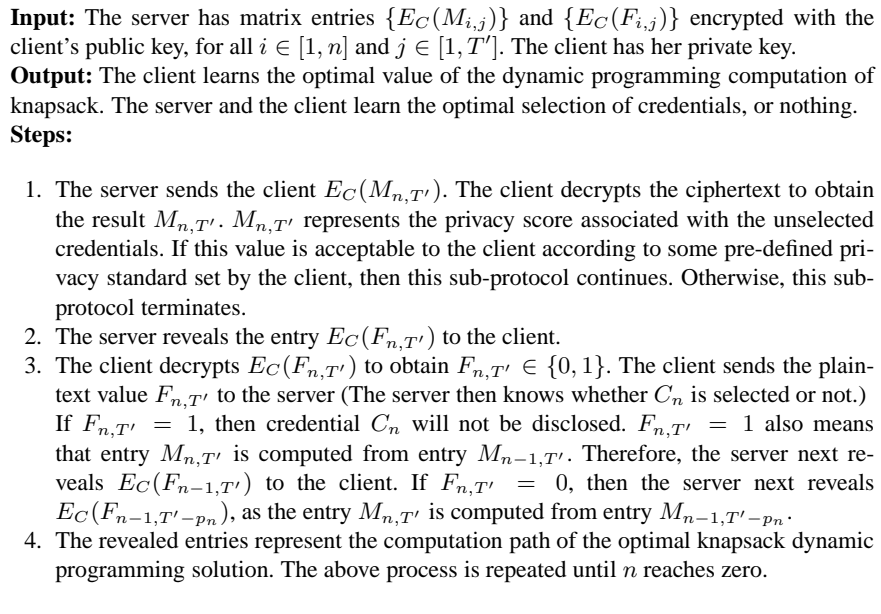 Input: The server has matrix entries {E_C(M_{i,j})} and {E_C(F_{i,j})} encrypted with the
client's public key, for all i ∈ [1, n] and j ∈ [1, T′]. The client has her private key.
Output: The client learns the optimal value of the dynamic programming computation of
knapsack. The server and the client learn the optimal selection of credentials, or nothing.
Steps:
1. The server sends the client E_C(M_{n,T′}). The client decrypts the ciphertext to obtain
the result M_{n,T′}. M_{n,T′} represents the privacy score associated with the unselected
credentials. If this value is acceptable to the client according to some pre-defined pri-
vacy standard set by the client, then this sub-protocol continues. Otherwise, this sub-
protocol terminates.
2. The server reveals the entry E_C(F_{n,T′}) to the client.
3. The client decrypts E_C(F_{n,T′}) to obtain F_{n,T′} ∈ {0, 1}. The client sends the plain-
text value F_{n,T′} to the server (The server then knows whether C_n is selected or not.)
If F_{n,T′} = 1, then credential C_n will not be disclosed. F_{n,T′} = 1 also means
that entry M_{n,T′} is computed from entry M_{n−1,T′}. Therefore, the server next re-
veals E_C(F_{n−1,T′}) to the client. If F_{n,T′} = 0, then the server next reveals
E_C(F_{n−1,T′−p_n}), as the entry M_{n,T′} is computed from entry M_{n−1,T′−p_n}.
4. The revealed entries represent the computation path of the optimal knapsack dynamic
programming solution. The above process is repeated until n reaches zero.